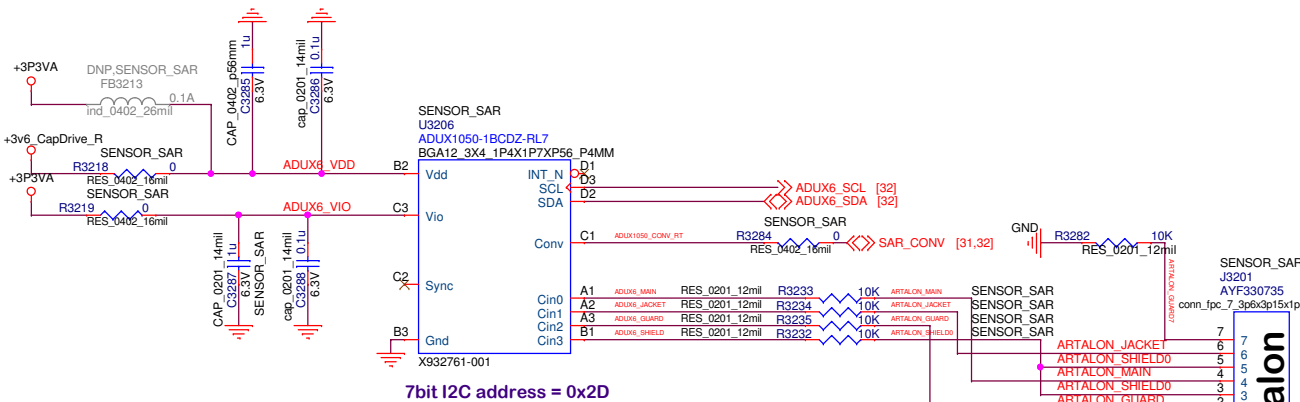 +3P3VA
DNP,SENSOR_SAR
FB3213
0.1A
ind_0402_26mil
CAP_0402_p56mm
C3285
1u
6.3V
cap_0201_14mil
C3286
0.1u
6.3V
+3v6_CapDrive_R
SENSOR_SAR
R3218
0
RES_0402_16mil
ADUX6_VDD
+3P3VA
SENSOR_SAR
R3219
0
RES_0402_16mil
ADUX6_VIO
CAP_0201_14mil
C3287
1u
6.3V
SENSOR_SAR
cap_0201_14mil
C3288
0.1u
6.3V
SENSOR_SAR
U3206
ADUX1050-1BCDZ-RL7
BGA12_3X4_1P4X1P7XP56_P4MM
B2
Vdd
C3
Vio
C2
Sync
B3
Gnd
INT_N
D1
SCL
D3
SDA
D2
Conv
C1
Cin0
A1
Cin1
A2
Cin2
A3
Cin3
B1
X932761-001
7bit I2C address = 0x2D
ADUX6_SCL [32]
ADUX6_SDA [32]
ADUX1050_CONV_RT
SENSOR_SAR
R3284
0
RES_0402_16mil
SAR_CONV [31,32]
ADUX6_MAIN RES_0201_12mil R3233 10K ARTALON_MAIN SENSOR_SAR
ADUX6_JACKET RES_0201_12mil R3234 10K ARTALON_JACKET SENSOR_SAR
ADUX6_GUARD RES_0201_12mil R3235 10K ARTALON_GUARD SENSOR_SAR
ADUX6_SHIELD RES_0201_12mil R3232 10K ARTALON_SHIELD0 SENSOR_SAR
GND
R3282
10K
RES_0201_12mil
ARTALON_GUARD7
SENSOR_SAR
J3201
AYF330735
conn_fpc_7_3p6x3p15x1p
7 7
ARTALON_JACKET 6 6
ARTALON_SHIELD0 5 5
ARTALON_MAIN 4 4
ARTALON_SHIELD0 3 3
ARTALON_GUARD 2
alon